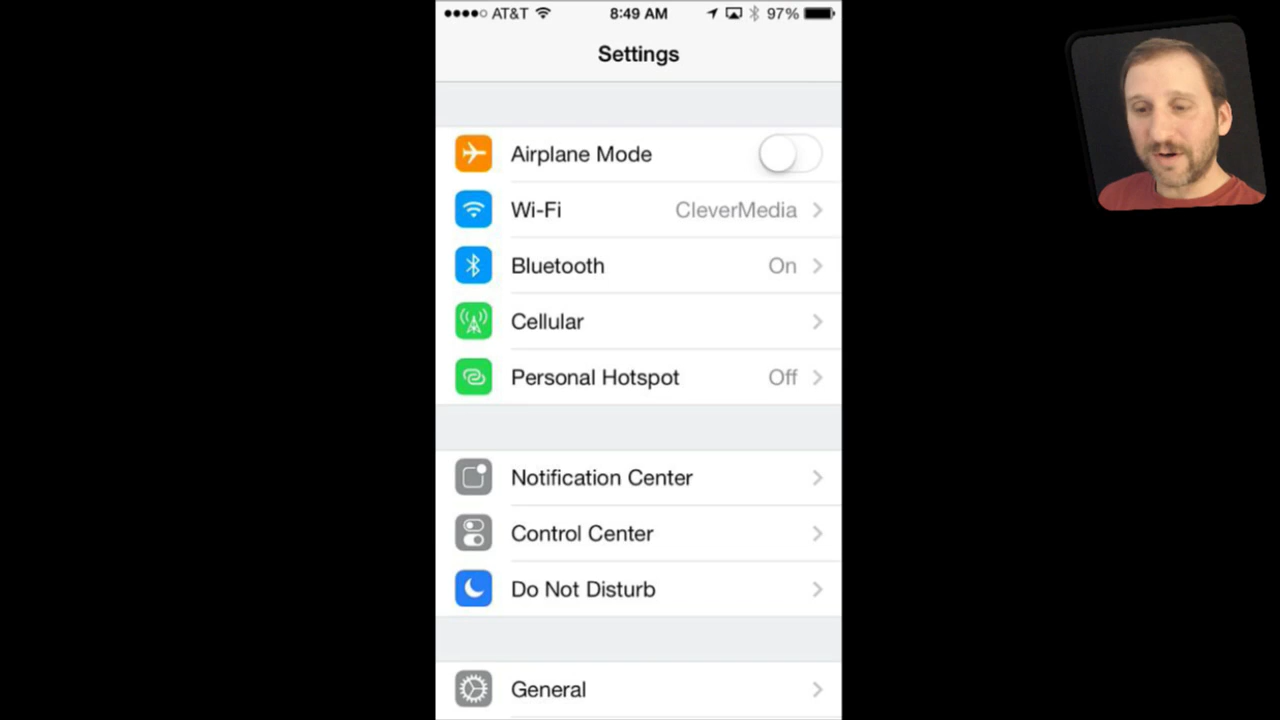 AT&T 8:49 AM 97%
Settings
Airplane Mode
Wi-Fi CleverMedia
Bluetooth On
Cellular
Personal Hotspot Off
Notification Center
Control Center
Do Not Disturb
General